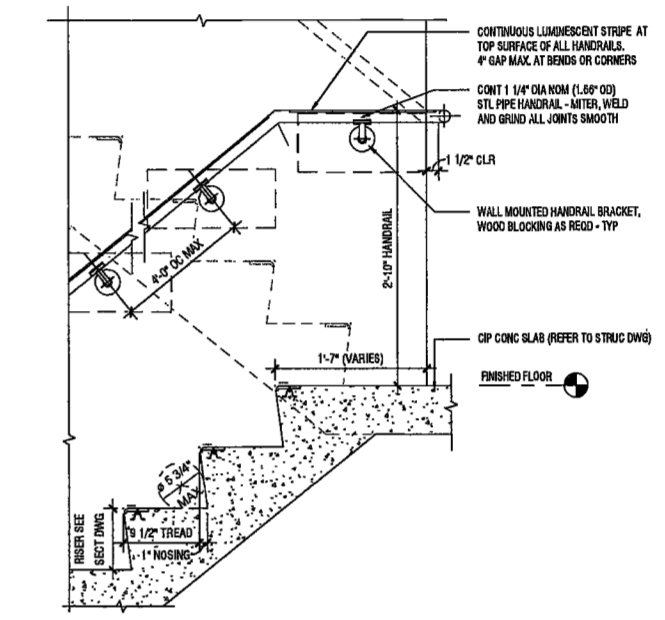 CONTINUOUS LUMINESCENT STRIPE AT
TOP SURFACE OF ALL HANDRAILS.
4" GAP MAX. AT BENDS OR CORNERS
CONT 1 1/4" DIA NOM (1.66" OD)
STL PIPE HANDRAIL - MITER, WELD
AND GRIND ALL JOINTS SMOOTH
1 1/2" CLR
WALL MOUNTED HANDRAIL BRACKET,
WOOD BLOCKING AS REQD - TYP
2'-10" HANDRAIL
4'-0" OC MAX
CIP CONC SLAB (REFER TO STRUC DWG)
1'-7" (VARIES)
FINISHED FLOOR
ø 5 3/4"
MAX
RISER SEE
SECT DWG
9 1/2" TREAD
1" NOSING